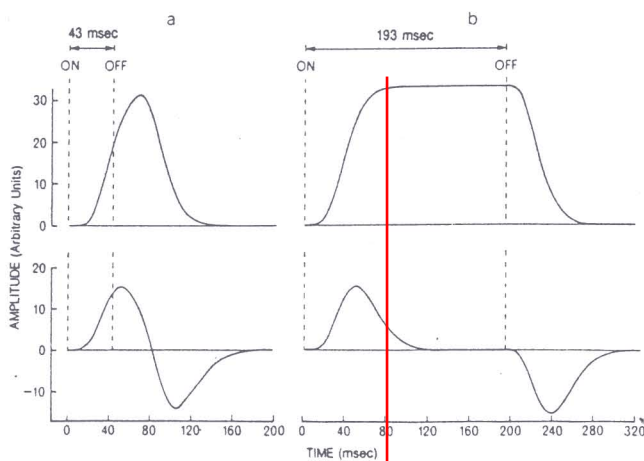 a
b
43 msec
193 msec
ON
OFF
ON
OFF
30
20
10
0
AMPLITUDE (Arbitrary Units)
20
10
0
-10
0 40 80 120 160 200
0 40 80 120 160 200 240 280 320
TIME (msec)